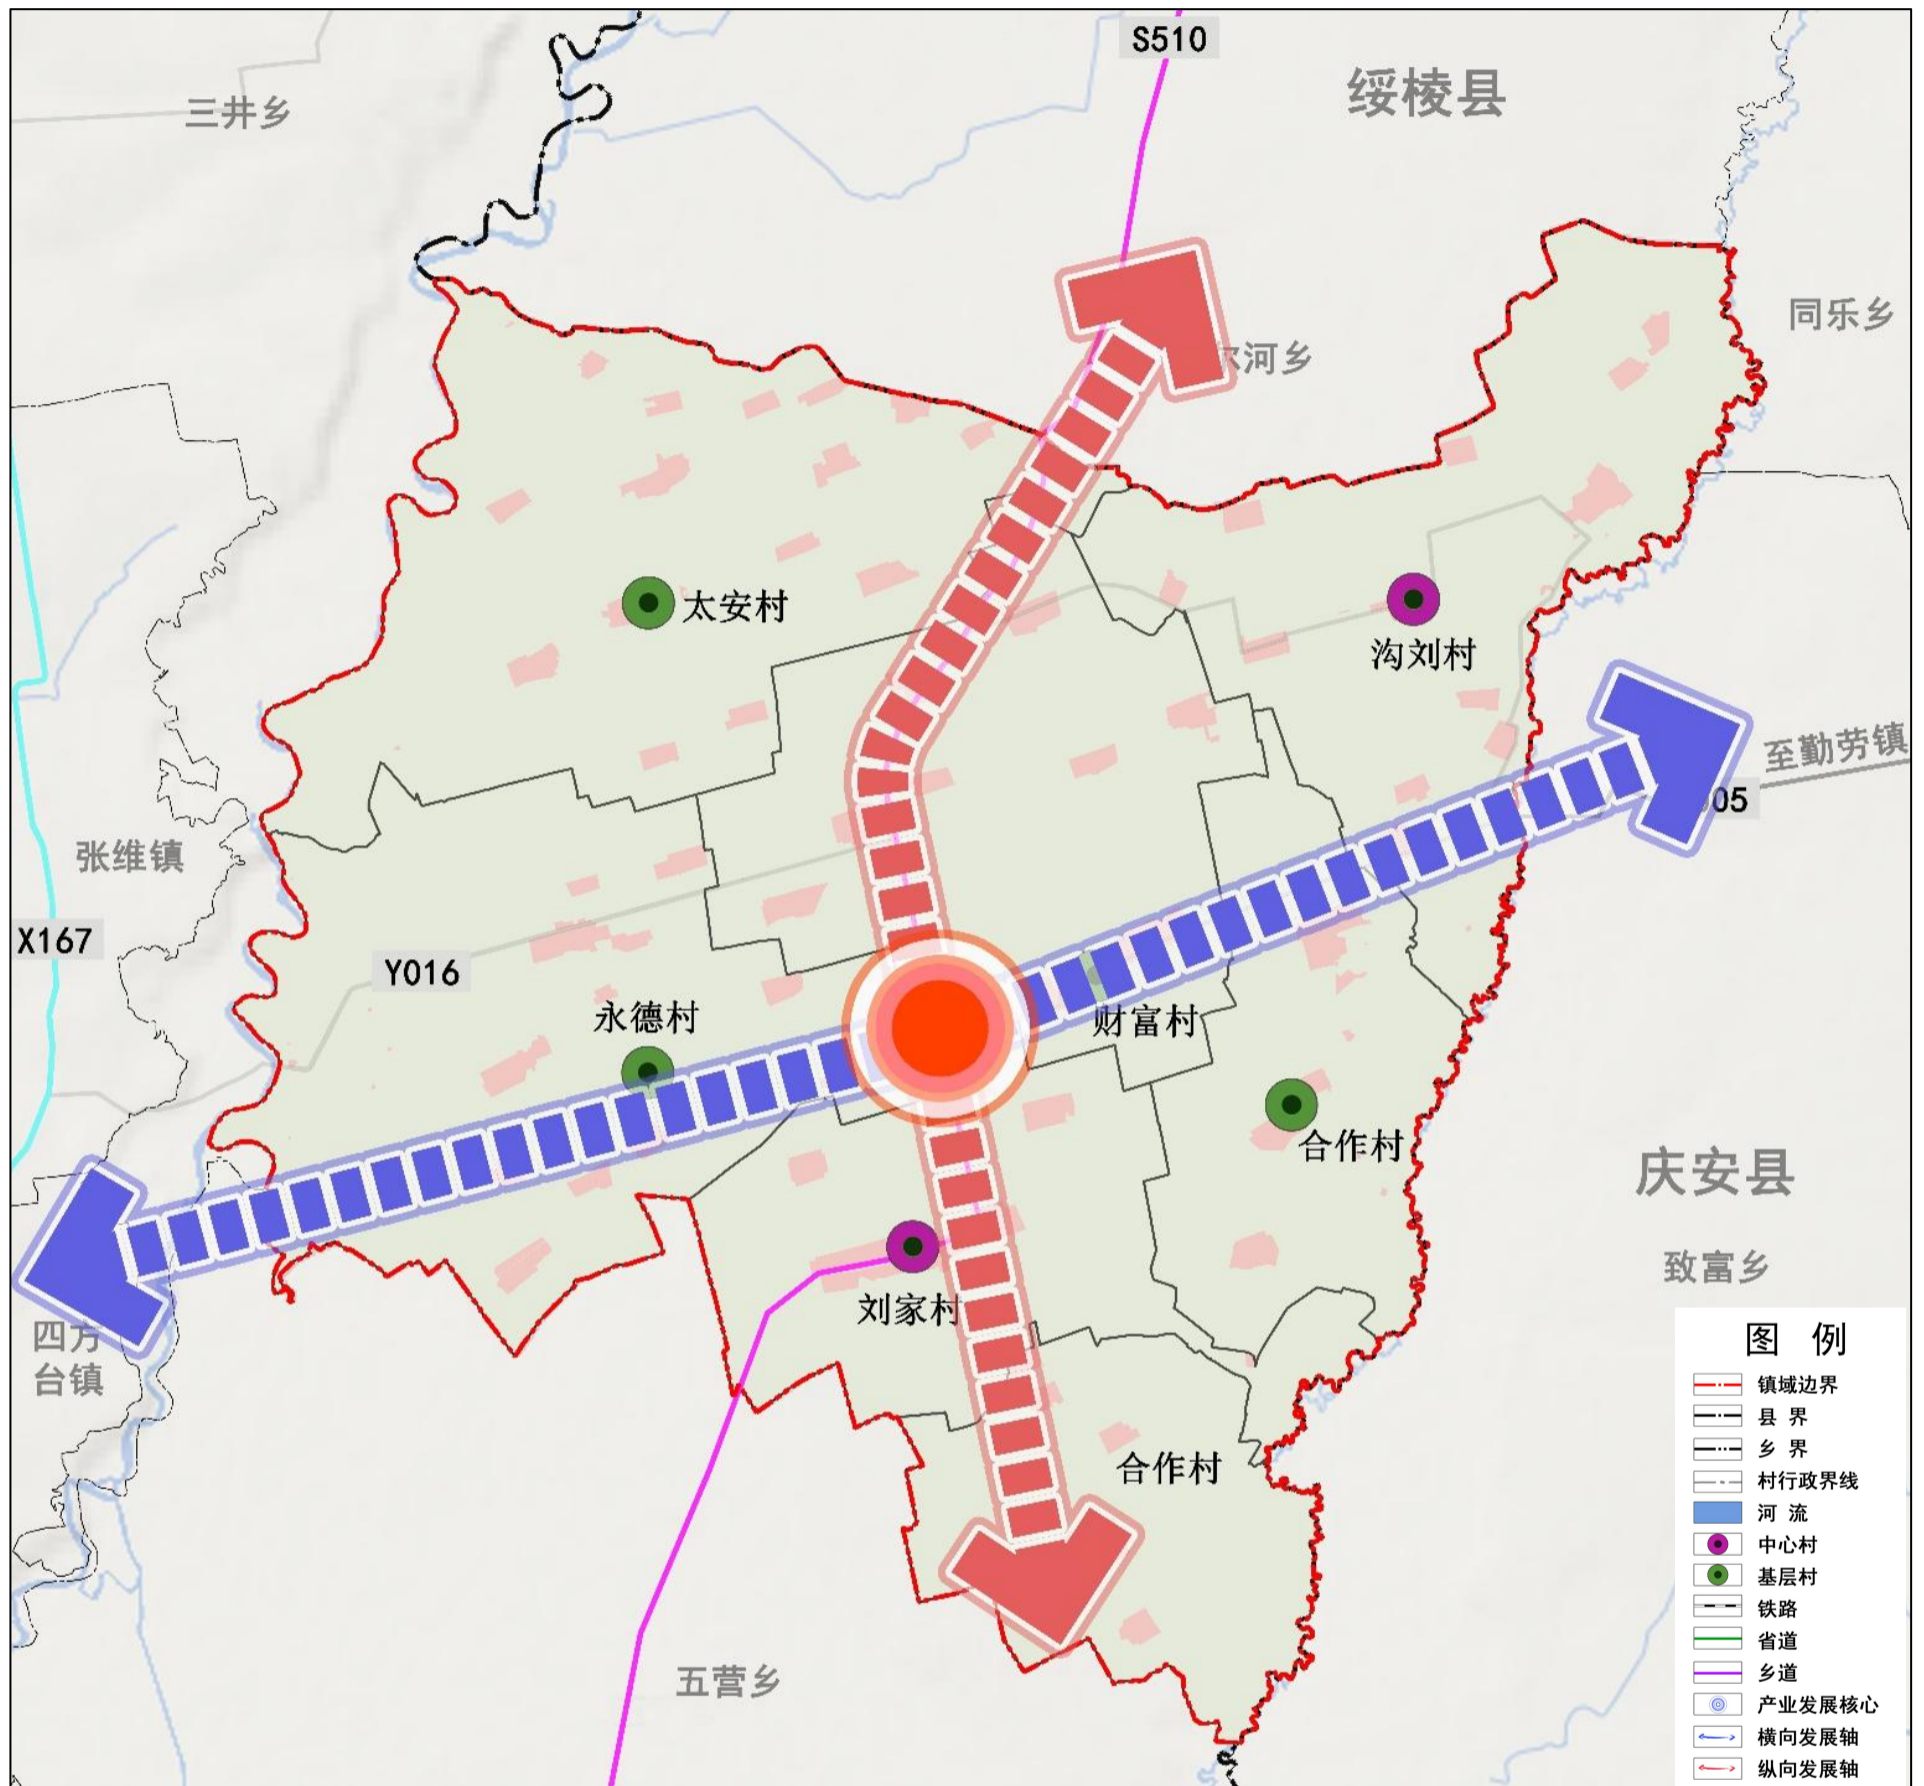 S510
绥棱县
三井乡
同乐乡
尔河乡
太安村
沟刘村
至勤劳镇
05
张维镇
X167
Y016
永德村
财富村
合作村
庆安县
致富乡
刘家村
四方
台镇
合作村
五营乡
图 例
镇域边界
县 界
乡 界
村行政界线
河 流
中心村
基层村
铁路
省道
乡道
产业发展核心
横向发展轴
纵向发展轴